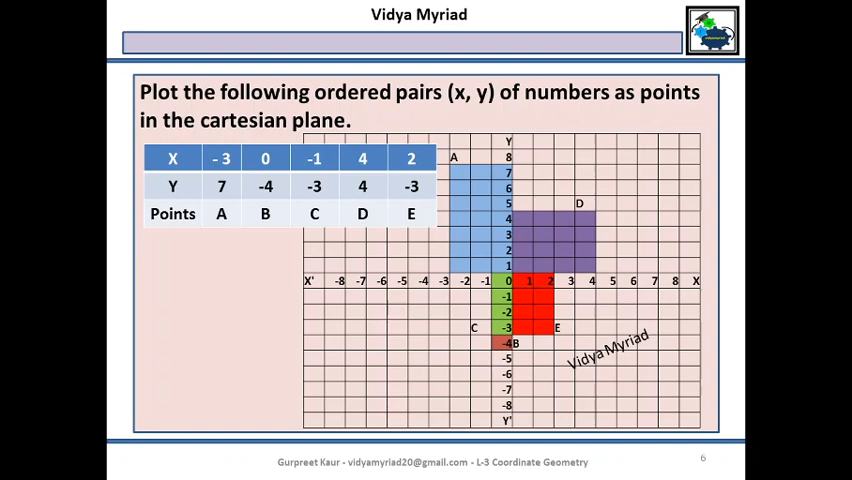 Vidya Myriad
vidyamyriad
Plot the following ordered pairs (x, y) of numbers as points
in the cartesian plane.
X - 3 0 -1 4 2
Y 7 -4 -3 4 -3
Points A B C D E
Y
A 8
7
6
D 5
4
3
2
1
X' -8 -7 -6 -5 -4 -3 -2 -1 0 1 2 3 4 5 6 7 8 X
-1
-2
C -3 E
-4 B
Vidya Myriad
-5
-6
-7
-8
Y'
Gurpreet Kaur - vidyamyriad20@gmail.com - L-3 Coordinate Geometry
6